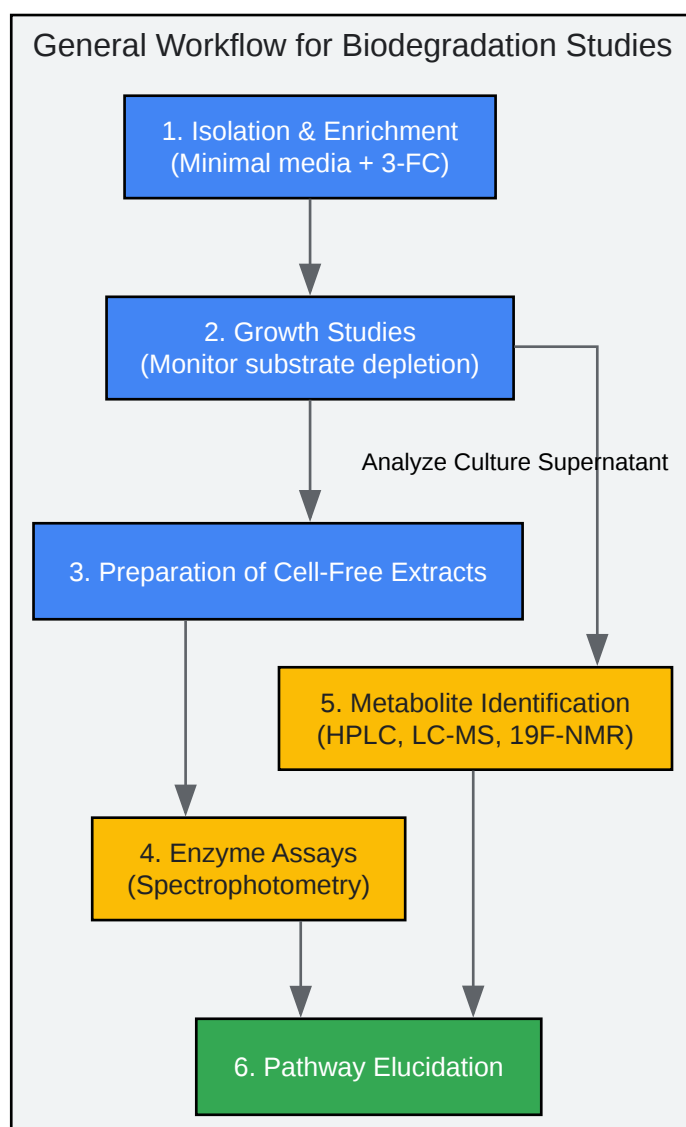 General Workflow for Biodegradation Studies
1. Isolation & Enrichment
(Minimal media + 3-FC)
2. Growth Studies
(Monitor substrate depletion)
Analyze Culture Supernatant
3. Preparation of Cell-Free Extracts
5. Metabolite Identification
(HPLC, LC-MS, 19F-NMR)
4. Enzyme Assays
(Spectrophotometry)
6. Pathway Elucidation